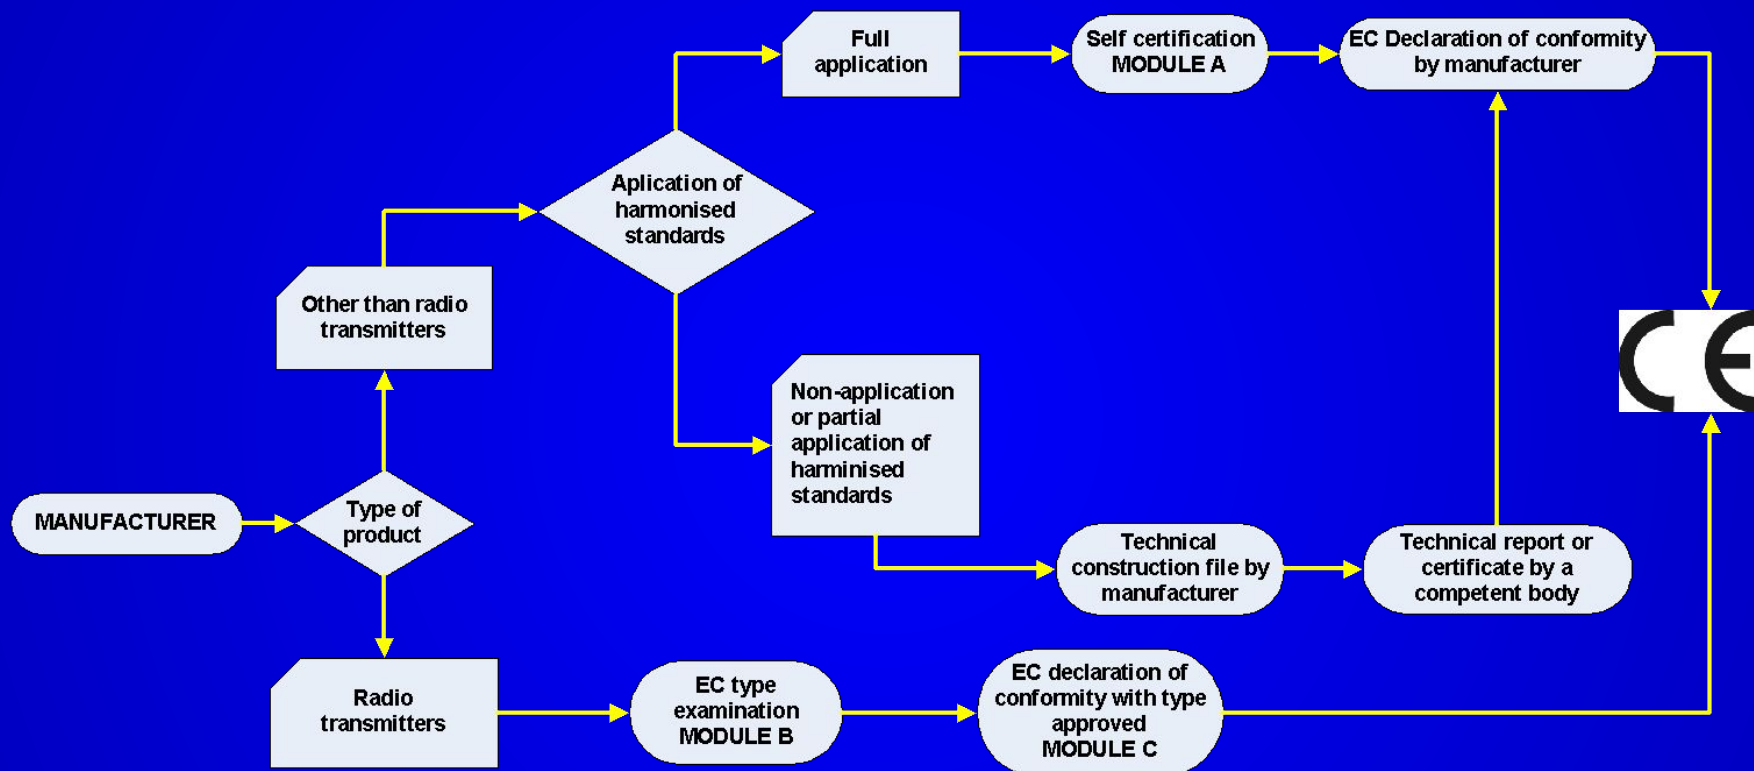 Full
application
Self certification
MODULE A
EC Declaration of conformity
by manufacturer
Aplication of
harmonised
standards
Other than radio
transmitters
CE
Non-application
or partial
application of
harminised
standards
MANUFACTURER
Type of
product
Technical
construction file by
manufacturer
Technical report or
certificate by a
competent body
Radio
transmitters
EC type
examination
MODULE B
EC declaration of
conformity with type
approved
MODULE C